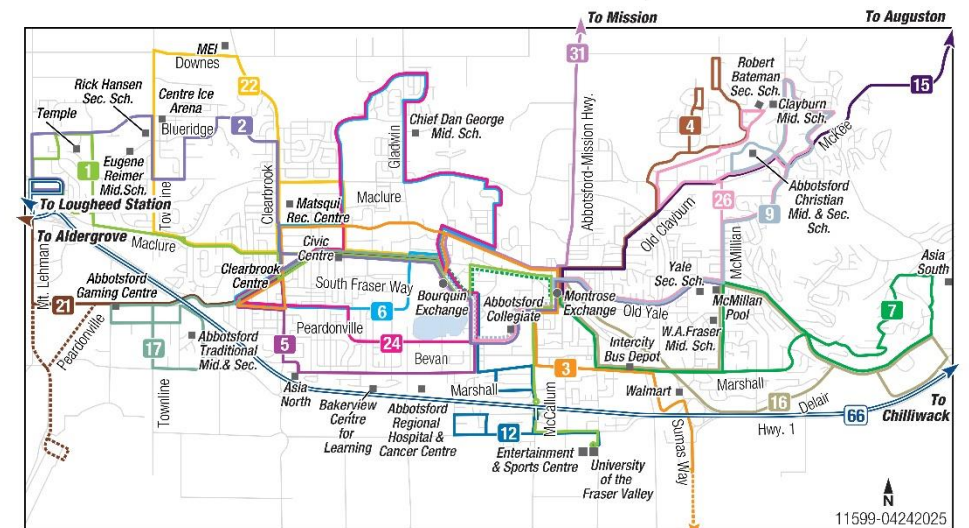 To Mission
To Auguston
MEI
Downes
22
31
15
Rick Hansen
Sec. Sch.
Centre Ice
Arena
Blueridge
2
Temple
1
Eugene
Reimer
Mid.Sch.
Townline
Clearbrook
Gladwin
Chief Dan George
Mid. Sch.
Abbotsford-Mission Hwy.
Robert
Bateman
Sec. Sch.
Clayburn
Mid. Sch.
4
McKee
Matsqui
Rec. Centre
Maclure
Old Clayburn
26
9
Abbotsford
Christian
Mid. & Sec.
Sch.
To Lougheed Station
To Aldergrove
Maclure
Civic
Centre
Clearbrook
Centre
South Fraser Way
McMillan
Asia
South
Mt. Lehman
Abbotsford
Gaming Centre
21
Bourquin
Exchange
Abbotsford
Collegiate
Montrose
Exchange
Yale
Sec. Sch.
McMillan
Pool
Old Yale
W.A.Fraser
Mid. Sch.
7
6
Peardonville
Peardonville
17
Abbotsford
Traditional
Mid.& Sec.
5
24
Bevan
Intercity
Bus Depot
3
Marshall
Marshall
Walmart
16
Delair
To
Chilliwack
66
Hwy. 1
Townline
Asia
North
Bakerview
Centre
for
Learning
Abbotsford
Regional
Hospital &
Cancer Centre
12
McCallum
Entertainment
& Sports Centre
University
of the
Fraser Valley
Sumas Way
N
11599-04242025